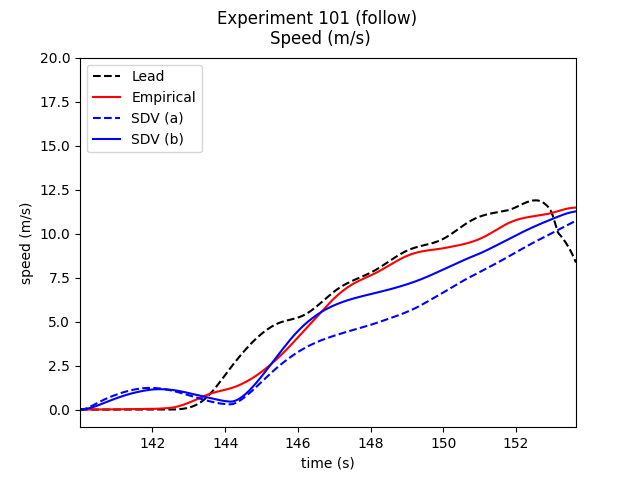 Experiment 101 (follow)
Speed (m/s)
20.0
17.5
15.0
12.5
10.0
7.5
5.0
2.5
0.0
speed (m/s)
Lead
Empirical
SDV (a)
SDV (b)
142
144
146
148
150
152
time (s)